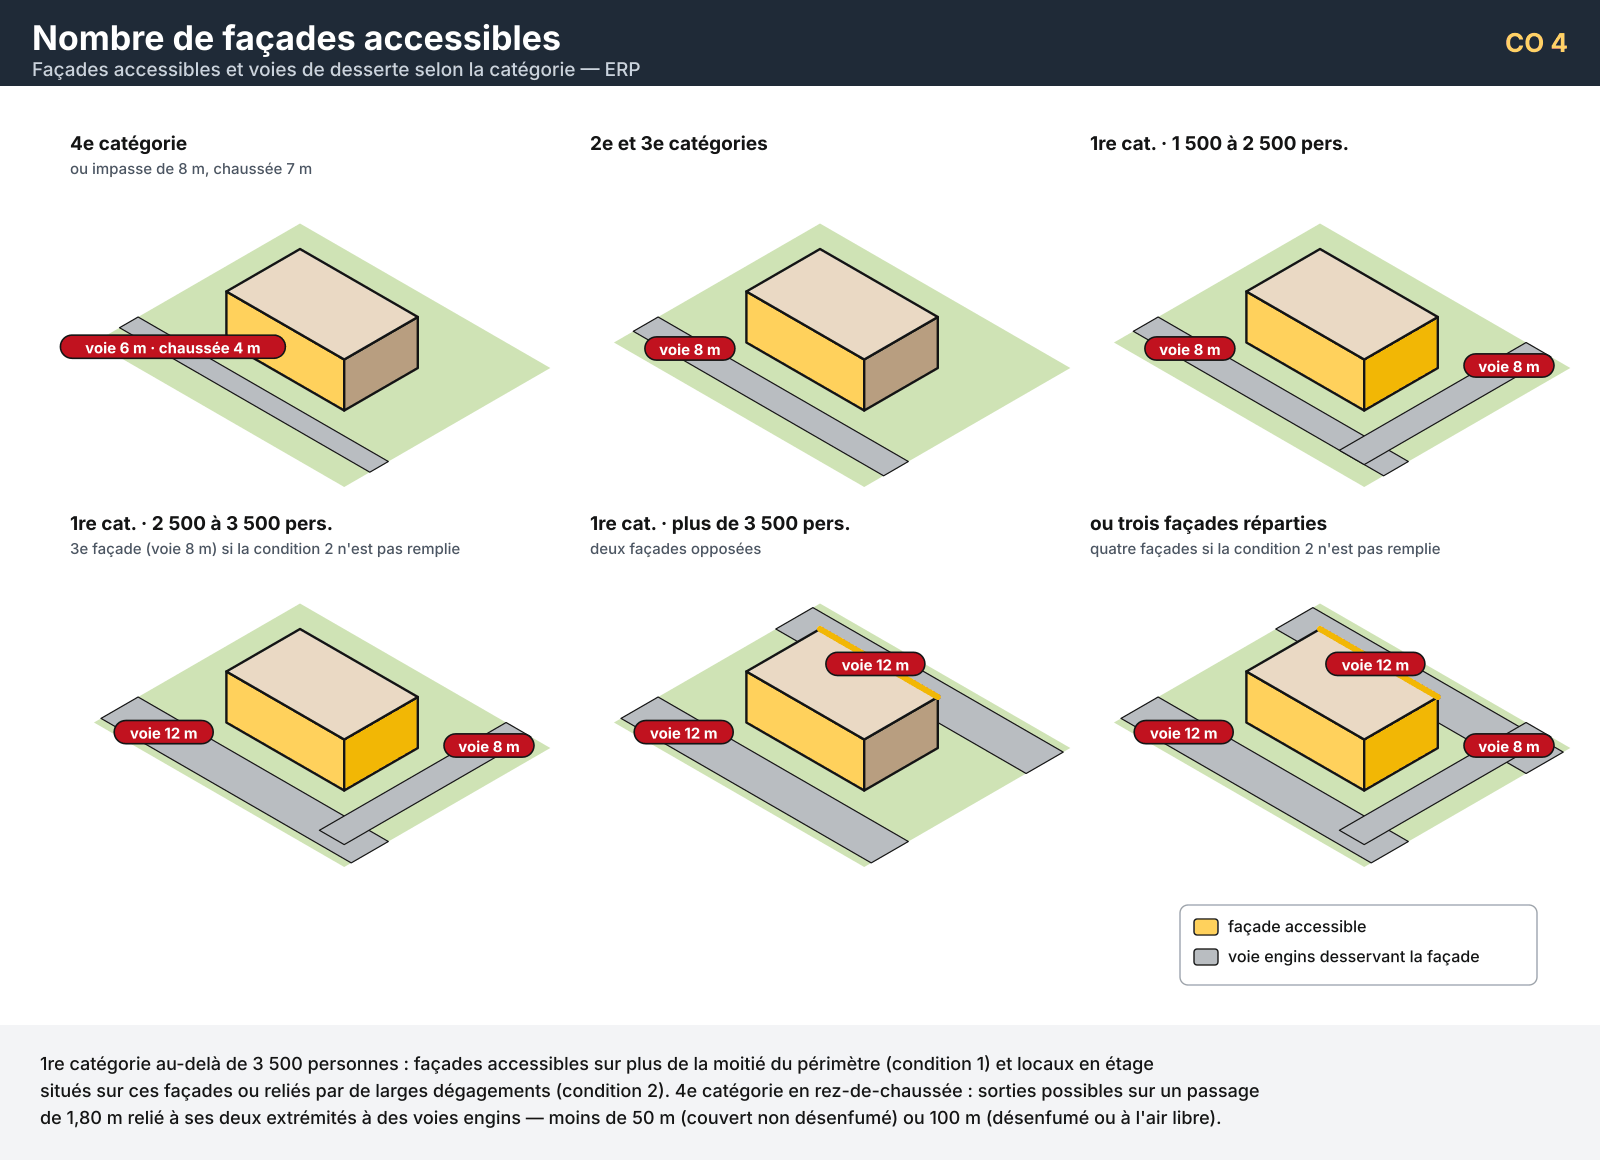 Nombre de façades accessibles
CO 4
Façades accessibles et voies de desserte selon la catégorie — ERP
4e catégorie
ou impasse de 8 m, chaussée 7 m
voie 6 m · chaussée 4 m
2e et 3e catégories
voie 8 m
1re cat. · 1 500 à 2 500 pers.
voie 8 m
voie 8 m
1re cat. · 2 500 à 3 500 pers.
3e façade (voie 8 m) si la condition 2 n'est pas remplie
voie 12 m
voie 8 m
1re cat. · plus de 3 500 pers.
deux façades opposées
voie 12 m
voie 12 m
ou trois façades réparties
quatre façades si la condition 2 n'est pas remplie
voie 12 m
voie 12 m
voie 8 m
façade accessible
voie engins desservant la façade
1re catégorie au-delà de 3 500 personnes : façades accessibles sur plus de la moitié du périmètre (condition 1) et locaux en étage
situés sur ces façades ou reliés par de larges dégagements (condition 2). 4e catégorie en rez-de-chaussée : sorties possibles sur un passage
de 1,80 m relié à ses deux extrémités à des voies engins — moins de 50 m (couvert non désenfumé) ou 100 m (désenfumé ou à l'air libre).